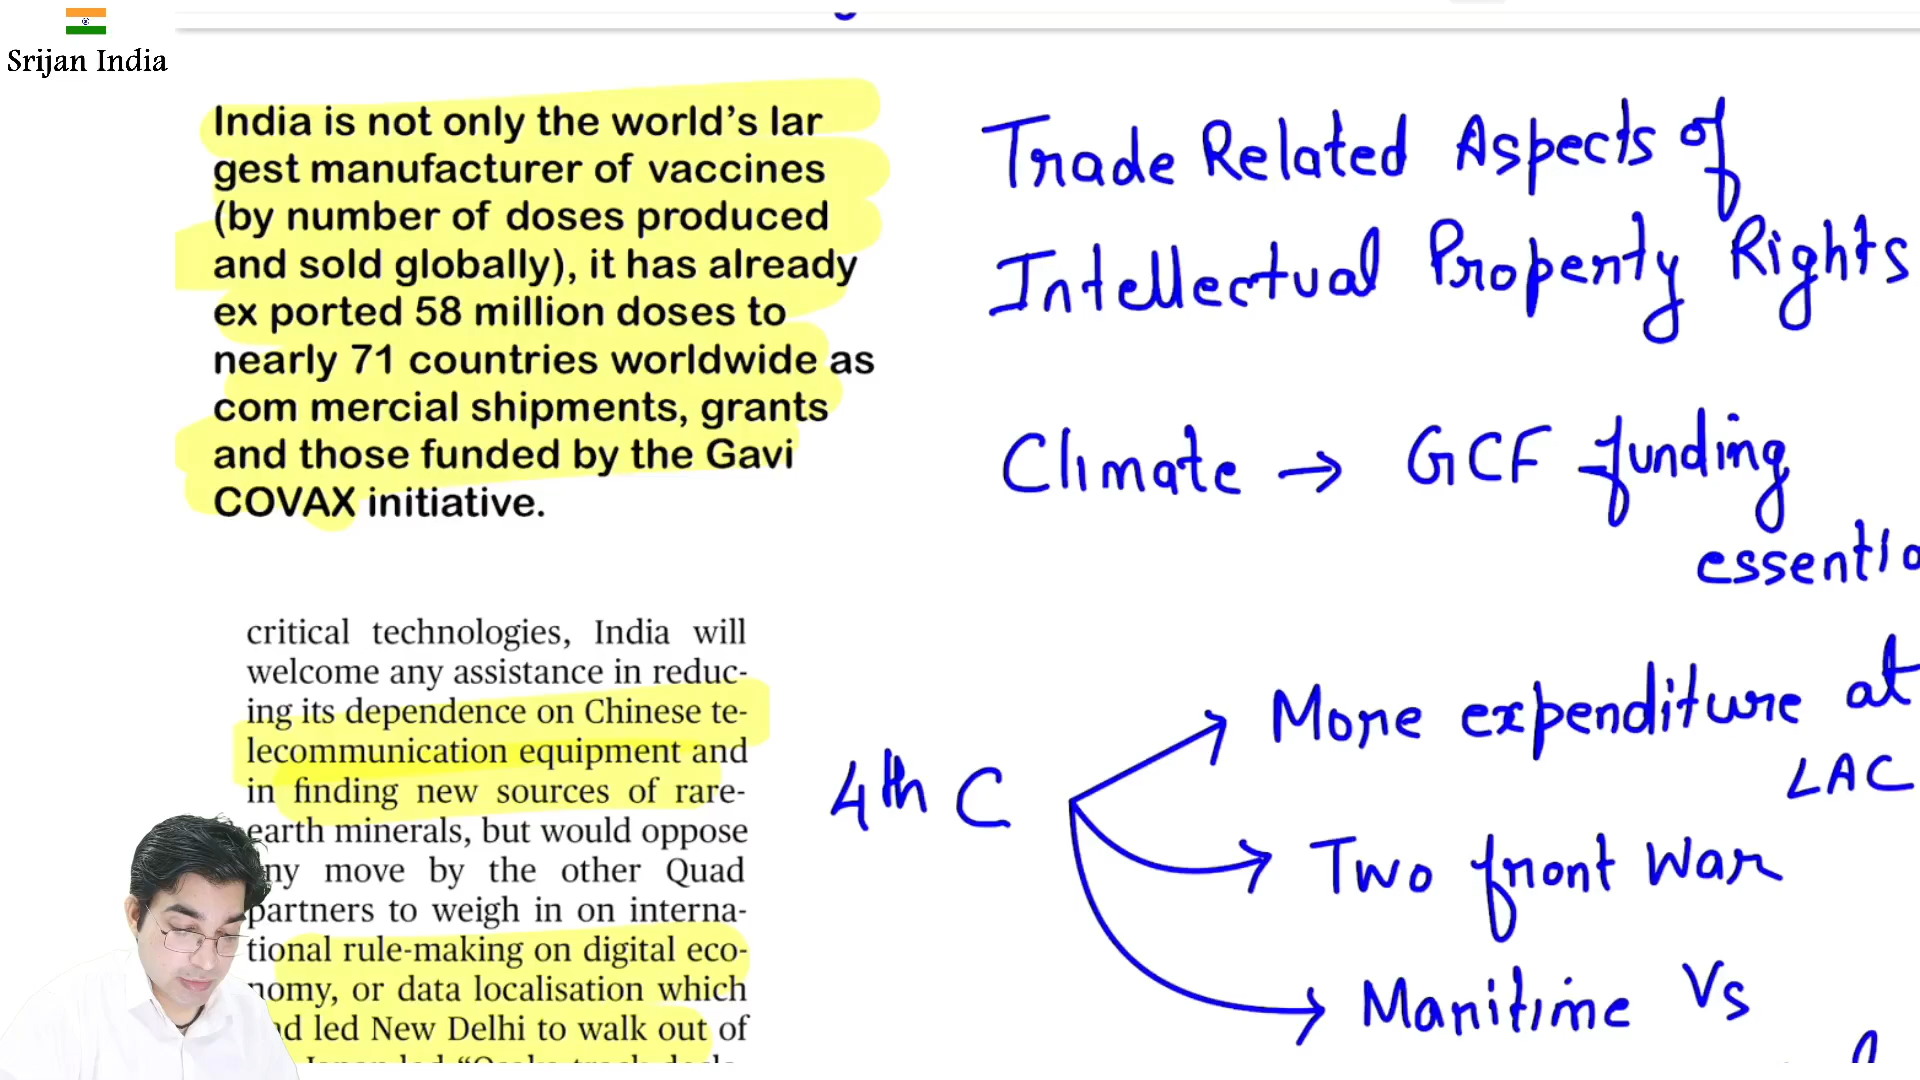 Srijan India
India is not only the world's lar
gest manufacturer of vaccines
(by number of doses produced
and sold globally), it has already
ex ported 58 million doses to
nearly 71 countries worldwide as
com mercial shipments, grants
and those funded by the Gavi
COVAX initiative.
critical technologies, India will
welcome any assistance in reduc-
ing its dependence on Chinese te-
lecommunication equipment and
in finding new sources of rare-
earth minerals, but would oppose
move by the other Quad
partners to weigh in on interna-
tional rule-making on digital eco-
nomy, or data localisation which
led New Delhi to walk out of
Trade Related Aspects of
Intellectual Property Rights
Climate → GCF funding
4th C
More expenditure at
LAC
Two front War
Maritime Vs